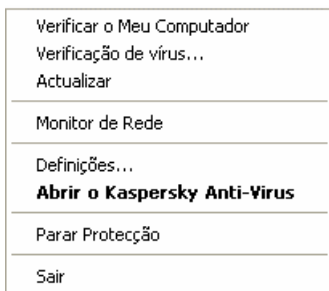 Verificar o Meu Computador
Verificação de vírus...
Actualizar
Monitor de Rede
Definições...
Abrir o Kaspersky Anti-Virus
Parar Protecção
Sair